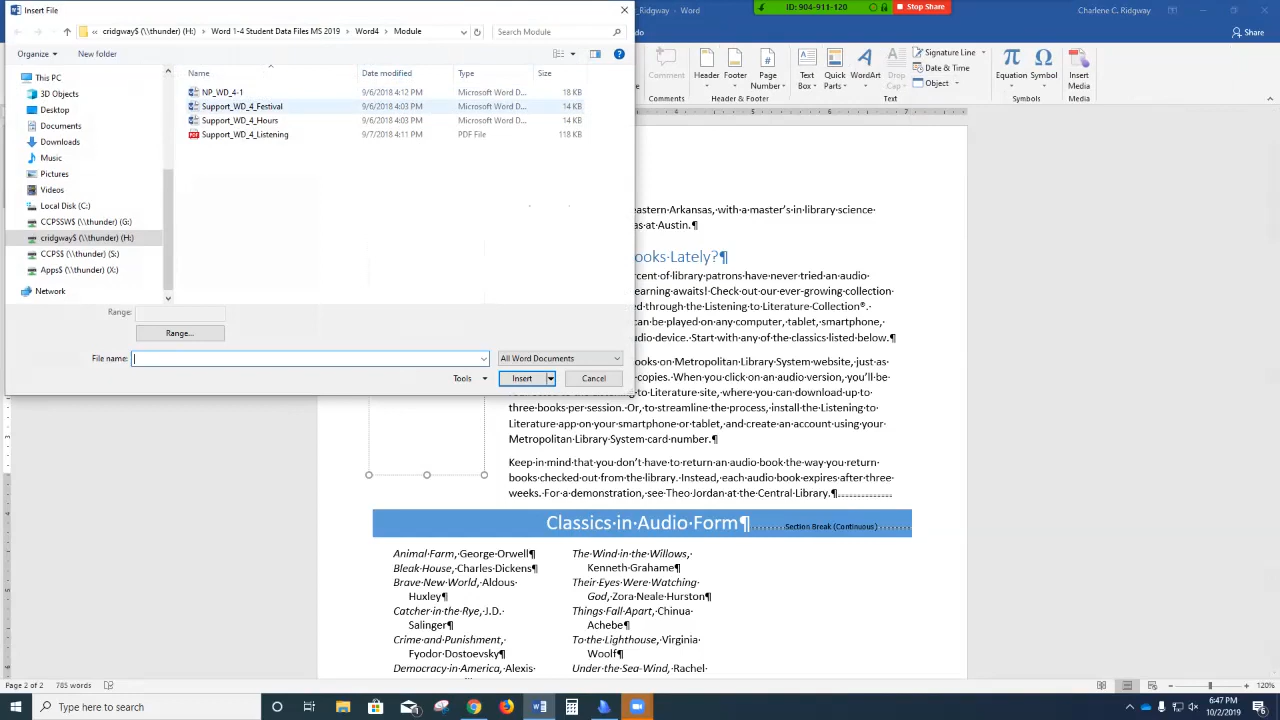 Insert File
_Ridgway - Word
ID: 904-911-120
Stop Share
Charlene C. Ridgway
« cridgway$ (\\thunder) (H:) › Word 1-4 Student Data Files MS 2019 › Word4 › Module
Search Module
do
Share
Organize
New folder
Comment
Header
Footer
Page
Number
Text
Box
Quick
Parts
WordArt
Signature Line
Date & Time
Object
Equation
Symbol
Insert
Media
Comments
Header & Footer
Text
Symbols
Media
Name
Date modified
Type
Size
NP_WD_4-1 9/9/2018 4:12 PM Microsoft Word D... 18 KB
Support_WD_4_Festival 9/6/2018 4:03 PM Microsoft Word D... 14 KB
Support_WD_4_Hours 9/6/2018 4:03 PM Microsoft Word D... 14 KB
Support_WD_4_Listening 9/7/2018 4:11 PM PDF File 118 KB
This PC
3D Objects
Desktop
Documents
Downloads
Music
Pictures
Videos
Local Disk (C:)
CCPSSW$ (\\thunder) (G:)
cridgway$ (\\thunder) (H:)
CCPS$ (\\thunder) (S:)
Apps$ (\\thunder) (X:)
Network
Range:
Range...
File name:
All Word Documents
Tools
Insert
Cancel
4
5
6
7
eastern·Arkansas,·with·a·master's·in·library·science·
as·at·Austin.¶
ooks·Lately?¶
rcent·of·library·patrons·have·never·tried·an·audio·
earning·awaits!·Check·out·our·ever-growing·collection·
d·through·the·Listening·to·Literature·Collection®.·
can·be·played·on·any·computer,·tablet,·smartphone,·
udio·device.·Start·with·any·of·the·classics·listed·below.¶
ooks·on·Metropolitan·Library·System·website,·just·as·
copies.·When·you·click·on·an·audio·version,·you'll·be·
site,·where·you·can·download·up·to·
three·books·per·session.·Or,·to·streamline·the·process,·install·the·Listening·to·
Literature·app·on·your·smartphone·or·tablet,·and·create·an·account·using·your·
Metropolitan·Library·System·card·number.¶
Keep·in·mind·that·you·don't·have·to·return·an·audio·book·the·way·you·return·
books·checked·out·from·the·library.·Instead,·each·audio·book·expires·after·three·
weeks.·For·a·demonstration,·see·Theo·Jordan·at·the·Central·Library.¶
Classics·in·Audio·Form¶
Section Break (Continuous)
Animal·Farm,·George·Orwell¶
Bleak·House,·Charles·Dickens¶
Brave·New·World,·Aldous·
Huxley¶
Catcher·in·the·Rye,·J.D.·
Salinger¶
Crime·and·Punishment,·
Fyodor·Dostoevsky¶
Democracy·in·America,·Alexis·
The·Wind·in·the·Willows,·
Kenneth·Grahame¶
Their·Eyes·Were·Watching·
God,·Zora·Neale·Hurston¶
Things·Fall·Apart,·Chinua·
Achebe¶
To·the·Lighthouse,·Virginia·
Woolf¶
Under·the·Sea-Wind,·Rachel·
Page 2 of 2
785 words
120%
Type here to search
6:47 PM
10/2/2019